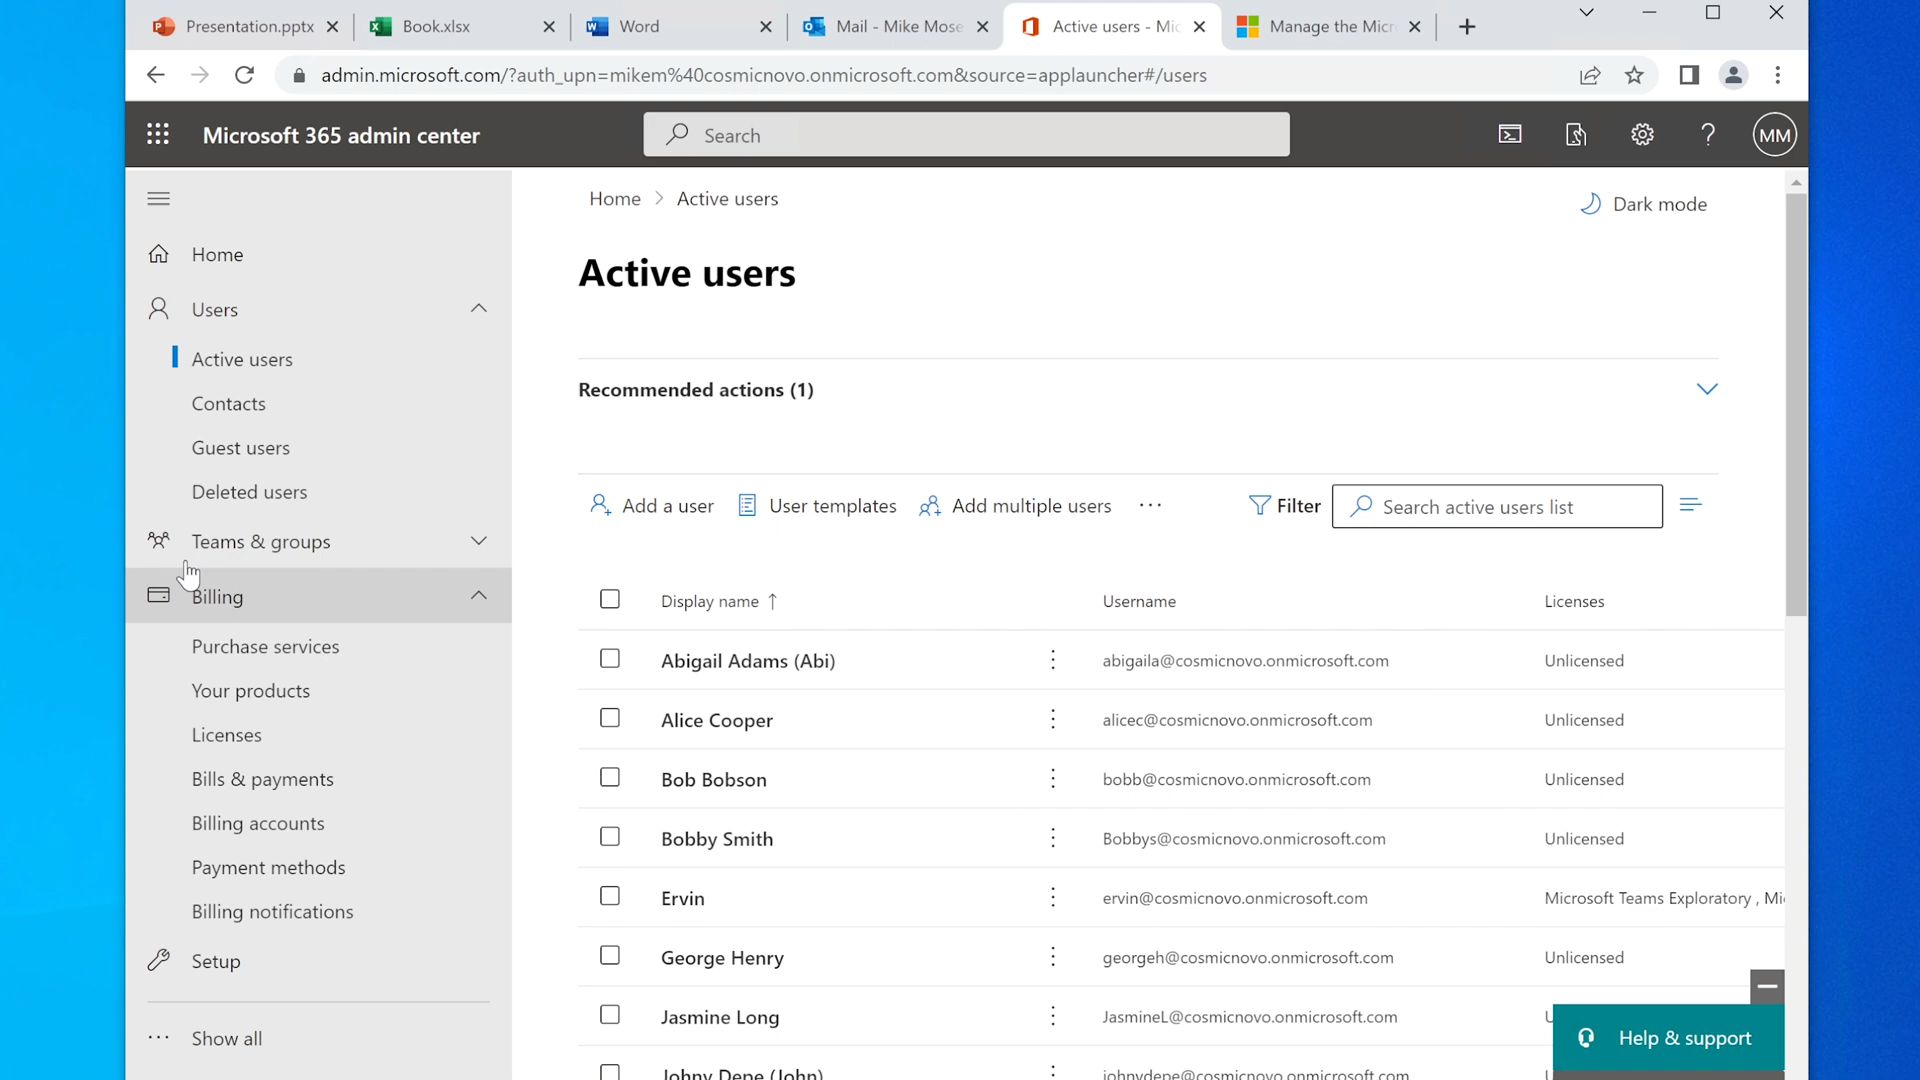 Presentation.pptx
Book.xlsx
Word
Mail - Mike Mose
Active users - Mic
Manage the Micr
admin.microsoft.com/?auth_upn=mikem%40cosmicnovo.onmicrosoft.com&source=applauncher#/users
Microsoft 365 admin center
Search
MM
Home
Users
Active users
Contacts
Guest users
Deleted users
Teams & groups
Billing
Purchase services
Your products
Licenses
Bills & payments
Billing accounts
Payment methods
Billing notifications
Setup
Show all
Home > Active users
Dark mode
Active users
Recommended actions (1)
Add a user
User templates
Add multiple users
Filter
Search active users list
Display name ↑ Username Licenses
Abigail Adams (Abi) abigaila@cosmicnovo.onmicrosoft.com Unlicensed
Alice Cooper alicec@cosmicnovo.onmicrosoft.com Unlicensed
Bob Bobson bobb@cosmicnovo.onmicrosoft.com Unlicensed
Bobby Smith Bobbys@cosmicnovo.onmicrosoft.com Unlicensed
Ervin ervin@cosmicnovo.onmicrosoft.com Microsoft Teams Exploratory , Mi
George Henry georgeh@cosmicnovo.onmicrosoft.com Unlicensed
Jasmine Long JasmineL@cosmicnovo.onmicrosoft.com
Johny Depe (John) johnydepe@cosmicnovo.onmicrosoft.com
Help & support